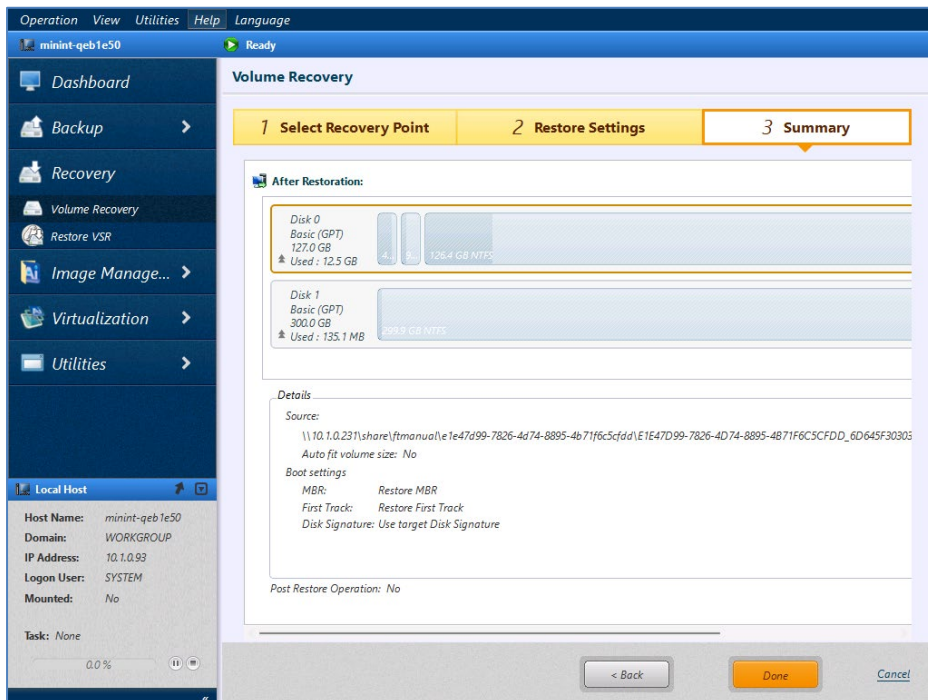 Operation View Utilities Help Language
minint-qeb1e50
Ready
Dashboard
Backup
Recovery
Volume Recovery
Restore VSR
Image Manage...
Virtualization
Utilities
Local Host
Host Name: minint-qeb1e50
Domain: WORKGROUP
IP Address: 10.1.0.93
Logon User: SYSTEM
Mounted: No
Task: None
0.0 %
Volume Recovery
1 Select Recovery Point
2 Restore Settings
3 Summary
After Restoration:
Disk 0
Basic (GPT)
127.0 GB
Used : 12.5 GB
4...
9...
126.4 GB NTFS
Disk 1
Basic (GPT)
300.0 GB
Used : 135.1 MB
299.9 GB NTFS
Details
Source:
\\10.1.0.231\share\ftmanual\e1e47d99-7826-4d74-8895-4b71f6c5cfdd\E1E47D99-7826-4D74-8895-4B71F6C5CFDD_6D645F30303
Auto fit volume size: No
Boot settings
MBR: Restore MBR
First Track: Restore First Track
Disk Signature: Use target Disk Signature
Post Restore Operation: No
< Back
Done
Cancel